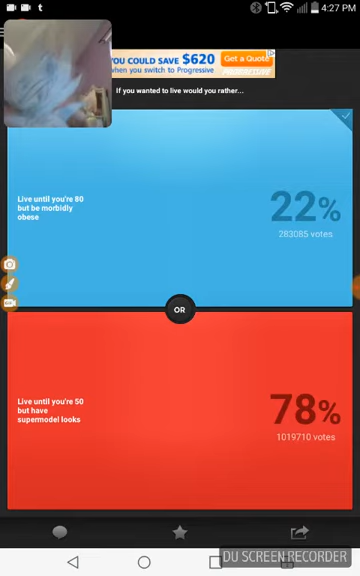 t
4:27 PM
YOU COULD SAVE $620
when you switch to Progressive
Get a Quote
PROGRESSIVE
If you wanted to live would you rather...
Live until you're 80
but be morbidly
obese
22%
283085 votes
OR
Live until you're 50
but have
supermodel looks
78%
1019710 votes
DU SCREEN RECORDER